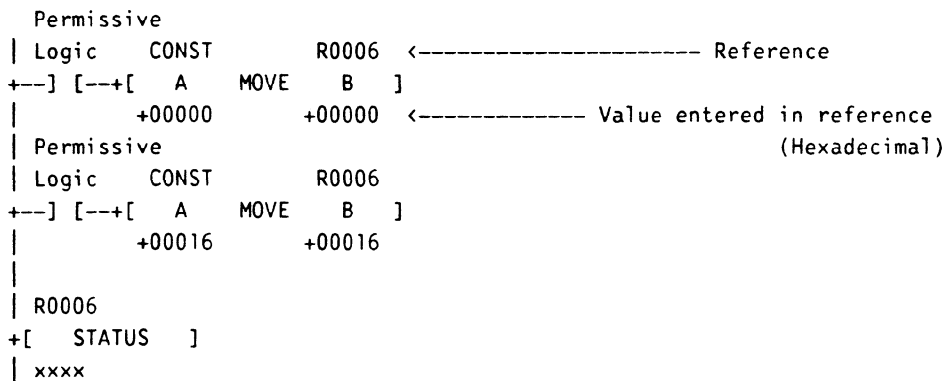 Permissive
| Logic CONST R0006 <---------------------- Reference
+--] [--+[ A MOVE B ]
| +00000 +00000 <------------- Value entered in reference
| Permissive (Hexadecimal)
| Logic CONST R0006
+--] [--+[ A MOVE B ]
| +00016 +00016
|
| R0006
+[ STATUS ]
| xxxx